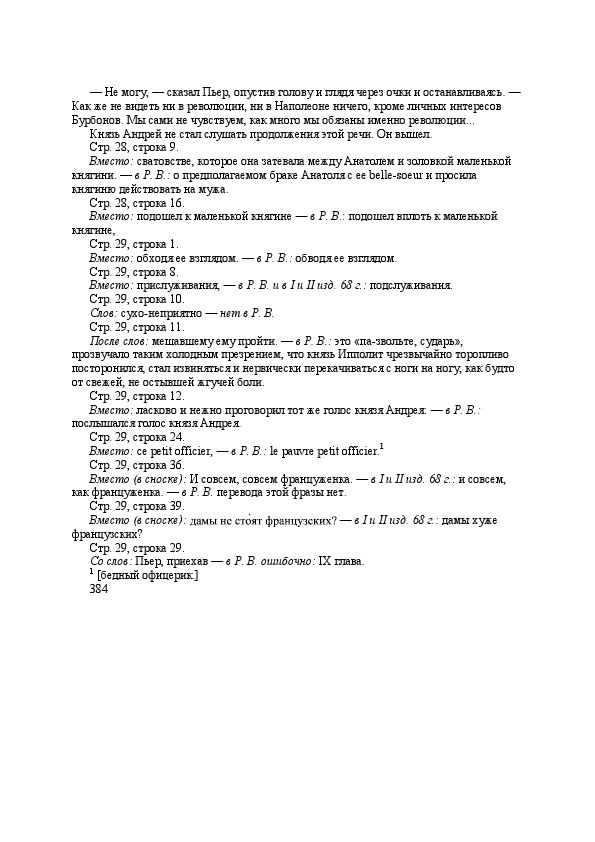 — Не могу, — сказал Пьер, опустив голову и глядя через очки и останавливаясь. —
Как же не видеть ни в революции, ни в Наполеоне ничего, кроме личных интересов
Бурбонов. Мы сами не чувствуем, как много мы обязаны именно революции...
Князь Андрей не стал слушать продолжения этой речи. Он вышел.
Стр. 28, строка 9.
Вместо: сватовстве, которое она затевала между Анатолем и золовкой маленькой
княгини. — в Р. В.: о предполагаемом браке Анатоля с ее belle-soeur и просила
княгиню действовать на мужа.
Стр. 28, строка 16.
Вместо: подошел к маленькой княгине — в Р. В.: подошел вплоть к маленькой
княгине,
Стр. 29, строка 1.
Вместо: обходя ее взглядом. — в Р. В.: обводя ее взглядом.
Стр. 29, строка 8.
Вместо: прислуживания, — в Р. В. и в I и II изд. 68 г.: подслуживания.
Стр. 29, строка 10.
Слов: сухо-неприятно — нет в Р. В.
Стр. 29, строка 11.
После слов: мешавшему ему пройти. — в Р. В.: это «па-звольте, сударь»,
прозвучало таким холодным презрением, что князь Ипполит чрезвычайно торопливо
посторонился, стал извиняться и нервически перекачиваться с ноги на ногу, как будто
от свежей, не остывшей жгучей боли.
Стр. 29, строка 12.
Вместо: ласково и нежно проговорил тот же голос князя Андрея: — в Р. В.:
послышался голос князя Андрея.
Стр. 29, строка 24.
Вместо: ce petit officier, — в Р. В.: le pauvre petit officier.¹
Стр. 29, строка 36.
Вместо (в сноске): И совсем, совсем француженка. — в I и II изд. 68 г.: и совсем,
как француженка. — в Р. В. перевода этой фразы нет.
Стр. 29, строка 39.
Вместо (в сноске): дамы не сто̀ят французских? — в I и II изд. 68 г.: дамы хуже
французских?
Стр. 29, строка 29.
Со слов: Пьер, приехав — в Р. В. ошибочно: IX глава.
¹ [бедный офицерик.]
384